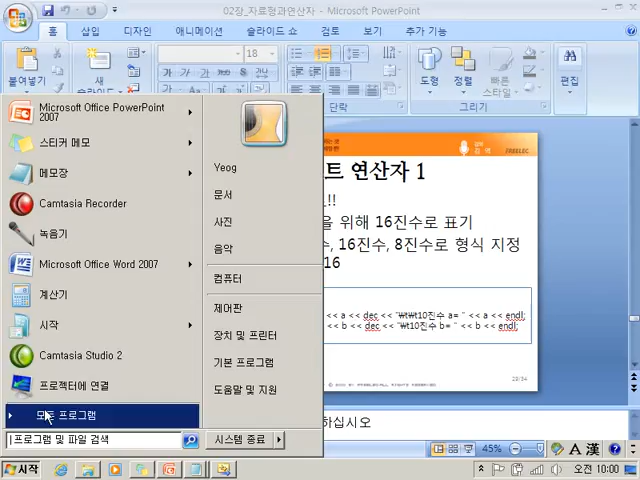 02장_자료형과연산자 - Microsoft PowerPoint
홈 삽입 디자인 애니메이션 슬라이드 쇼 검토 보기 추가 기능
붙여넣기
새
슬라이드
18
가 가 가
단락
도형
정렬
빠른
스타일
그리기
편집
Microsoft Office PowerPoint
2007
스티커 메모
메모장
Camtasia Recorder
녹음기
Microsoft Office Word 2007
계산기
시작
Camtasia Studio 2
프로젝터에 연결
프로그램
프로그램 및 파일 검색
Yeog
문서
사진
음악
컴퓨터
제어판
장치 및 프린터
기본 프로그램
도움말 및 지원
시스템 종료
FREELEC
트 연산자 1
!!
을 위해 16진수로 표기
, 16진수, 8진수로 형식 지정
16
<< a << dec << "₩t₩t10진수 a= " << a << endl;
<< b << dec << "₩t10진수 b= " << b << endl;
29/34
하십시오
45%
A 漢
시작
오전 10:00